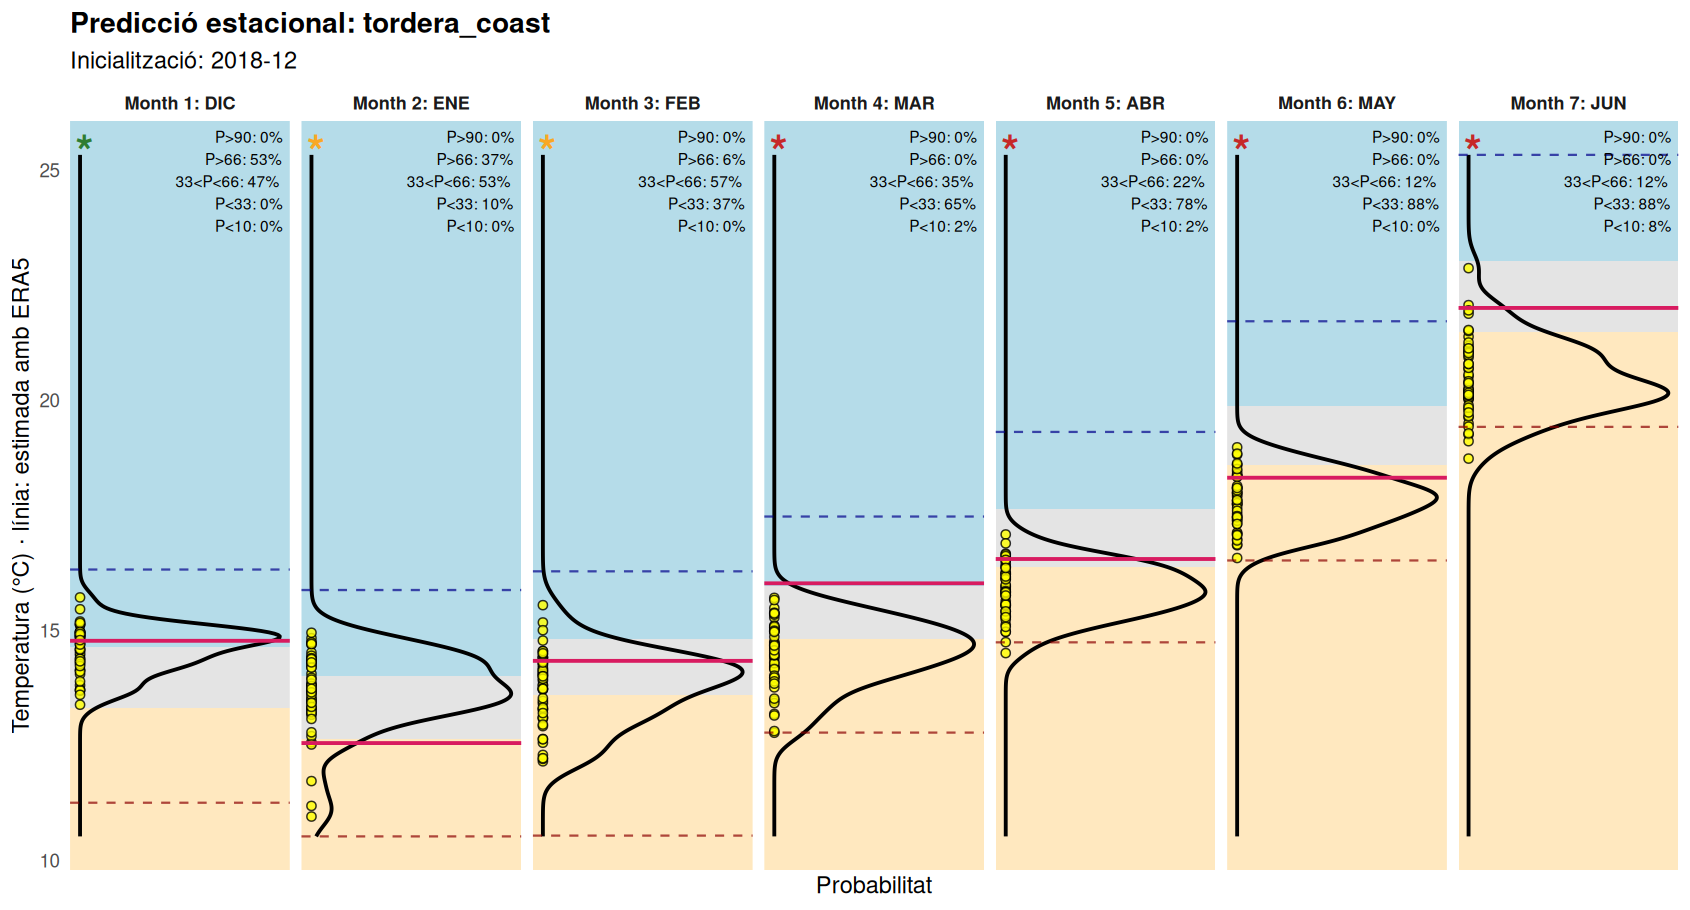 Predicció estacional: tordera_coast
Inicialització: 2018-12
Month 1: DIC
Month 2: ENE
Month 3: FEB
Month 4: MAR
Month 5: ABR
Month 6: MAY
Month 7: JUN
*
P>90: 0%
P>66: 53%
33<P<66: 47%
P<33: 0%
P<10: 0%
*
P>90: 0%
P>66: 37%
33<P<66: 53%
P<33: 10%
P<10: 0%
*
P>90: 0%
P>66: 6%
33<P<66: 57%
P<33: 37%
P<10: 0%
*
P>90: 0%
P>66: 0%
33<P<66: 35%
P<33: 65%
P<10: 2%
*
P>90: 0%
P>66: 0%
33<P<66: 22%
P<33: 78%
P<10: 2%
*
P>90: 0%
P>66: 0%
33<P<66: 12%
P<33: 88%
P<10: 0%
*
P>90: 0%
P>66: 0%
33<P<66: 12%
P<33: 88%
P<10: 8%
25
20
15
10
Temperatura (°C) · línia: estimada amb ERA5
Probabilitat